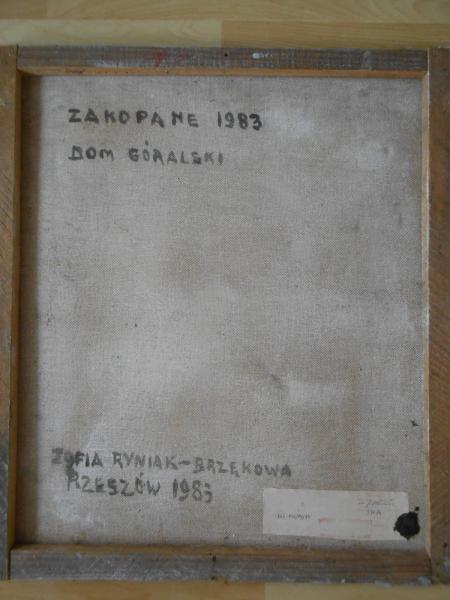 ZAKOPANE 1983
DOM GÓRALSKI
ZOFIA RYNIAK-BRZĘKOWA
RZESZÓW 1983